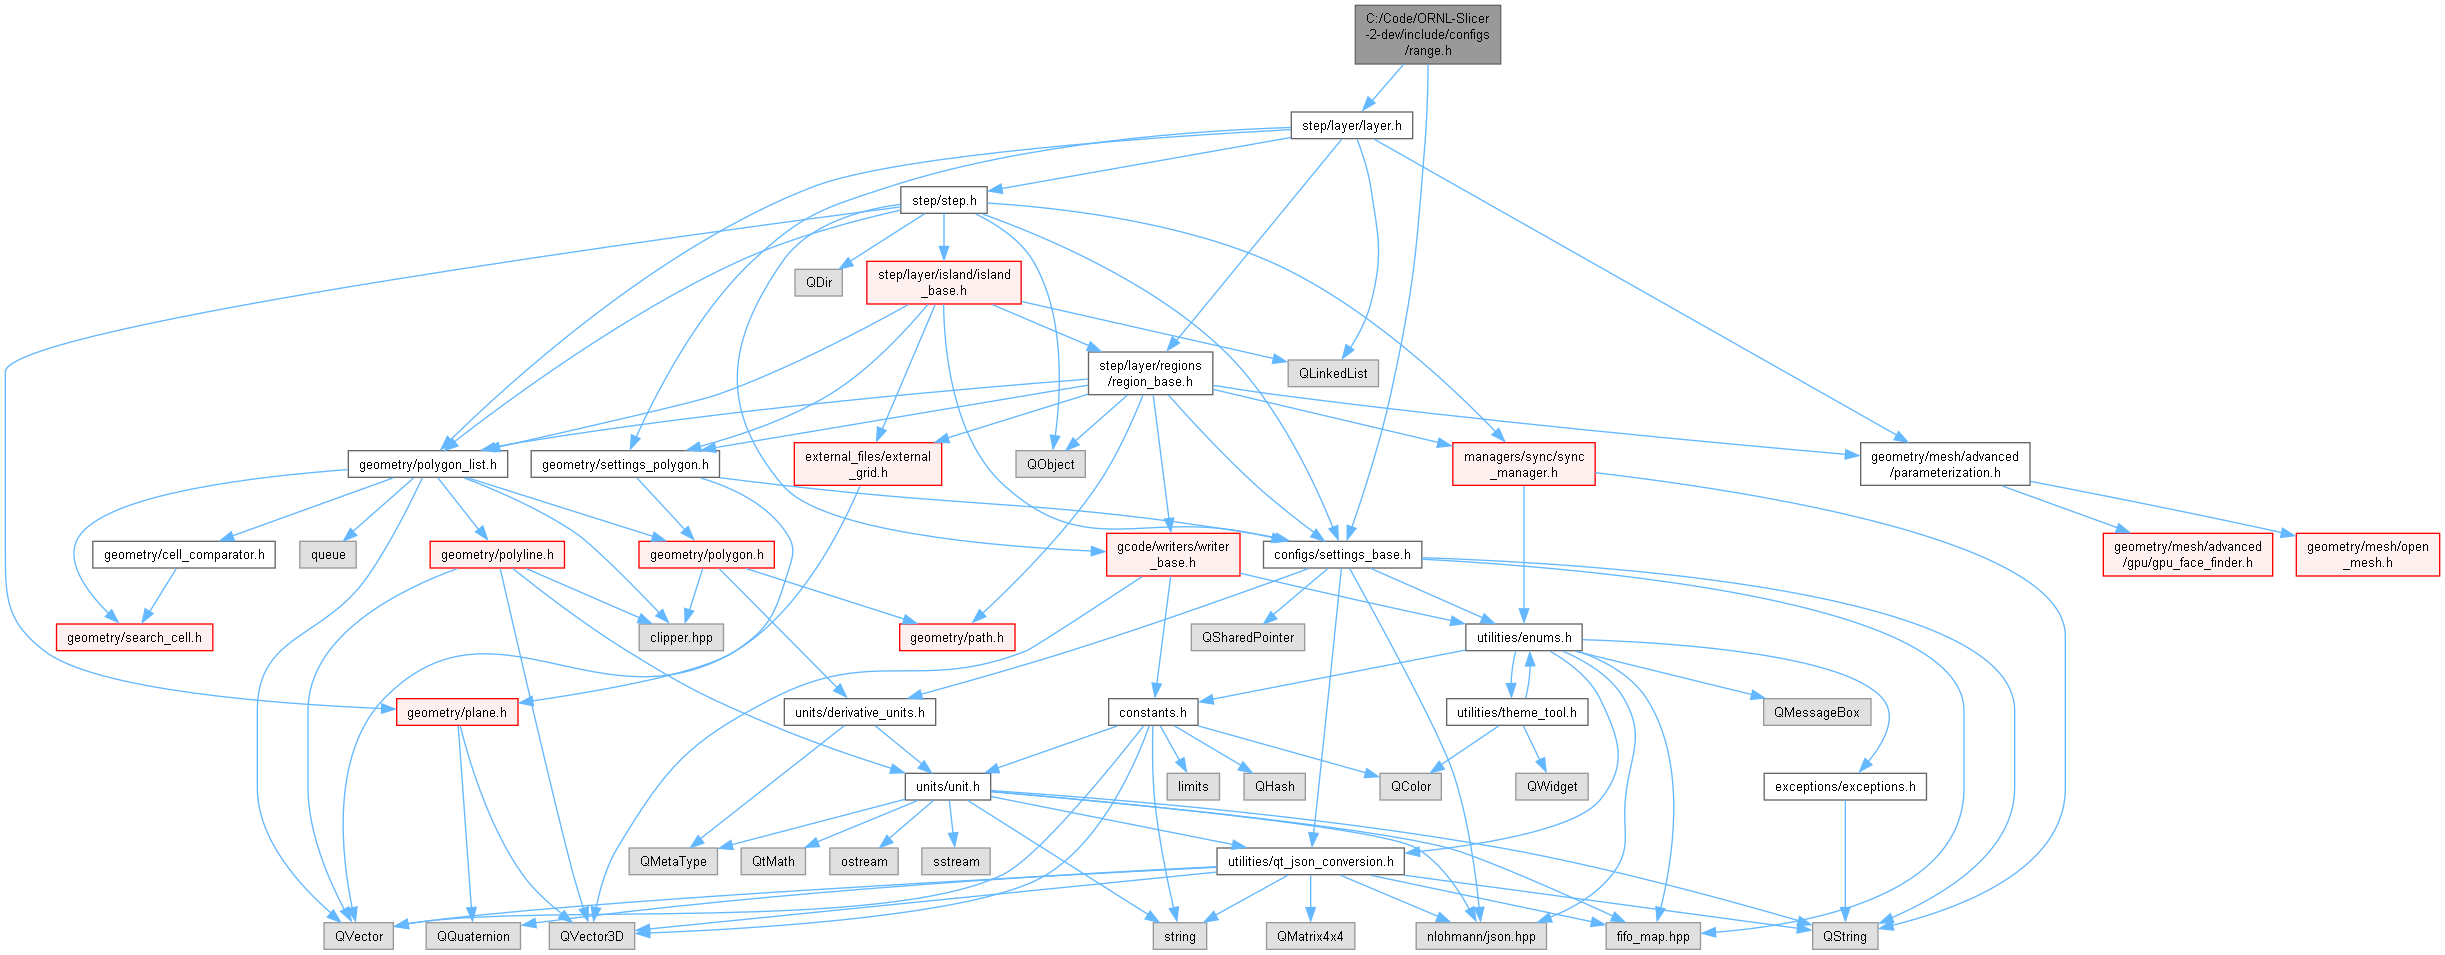 C:/Code/ORNL-Slicer
-2-dev/include/configs
/range.h
step/layer/layer.h
step/step.h
QDir
step/layer/island/island
_base.h
step/layer/regions
/region_base.h
QLinkedList
geometry/polygon_list.h
geometry/settings_polygon.h
external_files/external
_grid.h
QObject
managers/sync/sync
_manager.h
geometry/mesh/advanced
/parameterization.h
geometry/cell_comparator.h
queue
geometry/polyline.h
geometry/polygon.h
gcode/writers/writer
_base.h
configs/settings_base.h
geometry/mesh/advanced
/gpu/gpu_face_finder.h
geometry/mesh/open
_mesh.h
geometry/search_cell.h
clipper.hpp
geometry/path.h
QSharedPointer
utilities/enums.h
geometry/plane.h
units/derivative_units.h
constants.h
utilities/theme_tool.h
QMessageBox
units/unit.h
limits
QHash
QColor
QWidget
exceptions/exceptions.h
QMetaType
QtMath
ostream
sstream
utilities/qt_json_conversion.h
QVector
QQuaternion
QVector3D
string
QMatrix4x4
nlohmann/json.hpp
fifo_map.hpp
QString